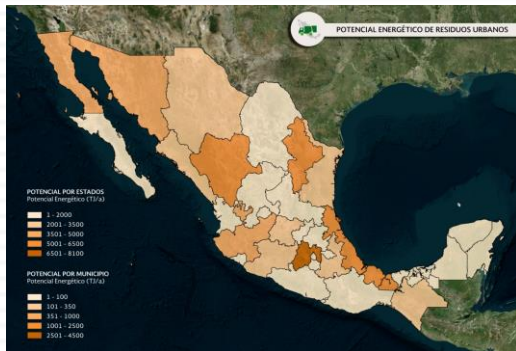 POTENCIAL ENERGÉTICO DE RESIDUOS URBANOS
POTENCIAL POR ESTADOS
Potencial Energético (TJ/a)
1 - 2000
2001 - 3500
3501 - 5000
5001 - 6500
6501 - 8100
POTENCIAL POR MUNICIPIO
Potencial Energético (TJ/a)
1 - 100
101 - 350
351 - 1000
1001 - 2500
2501 - 4500